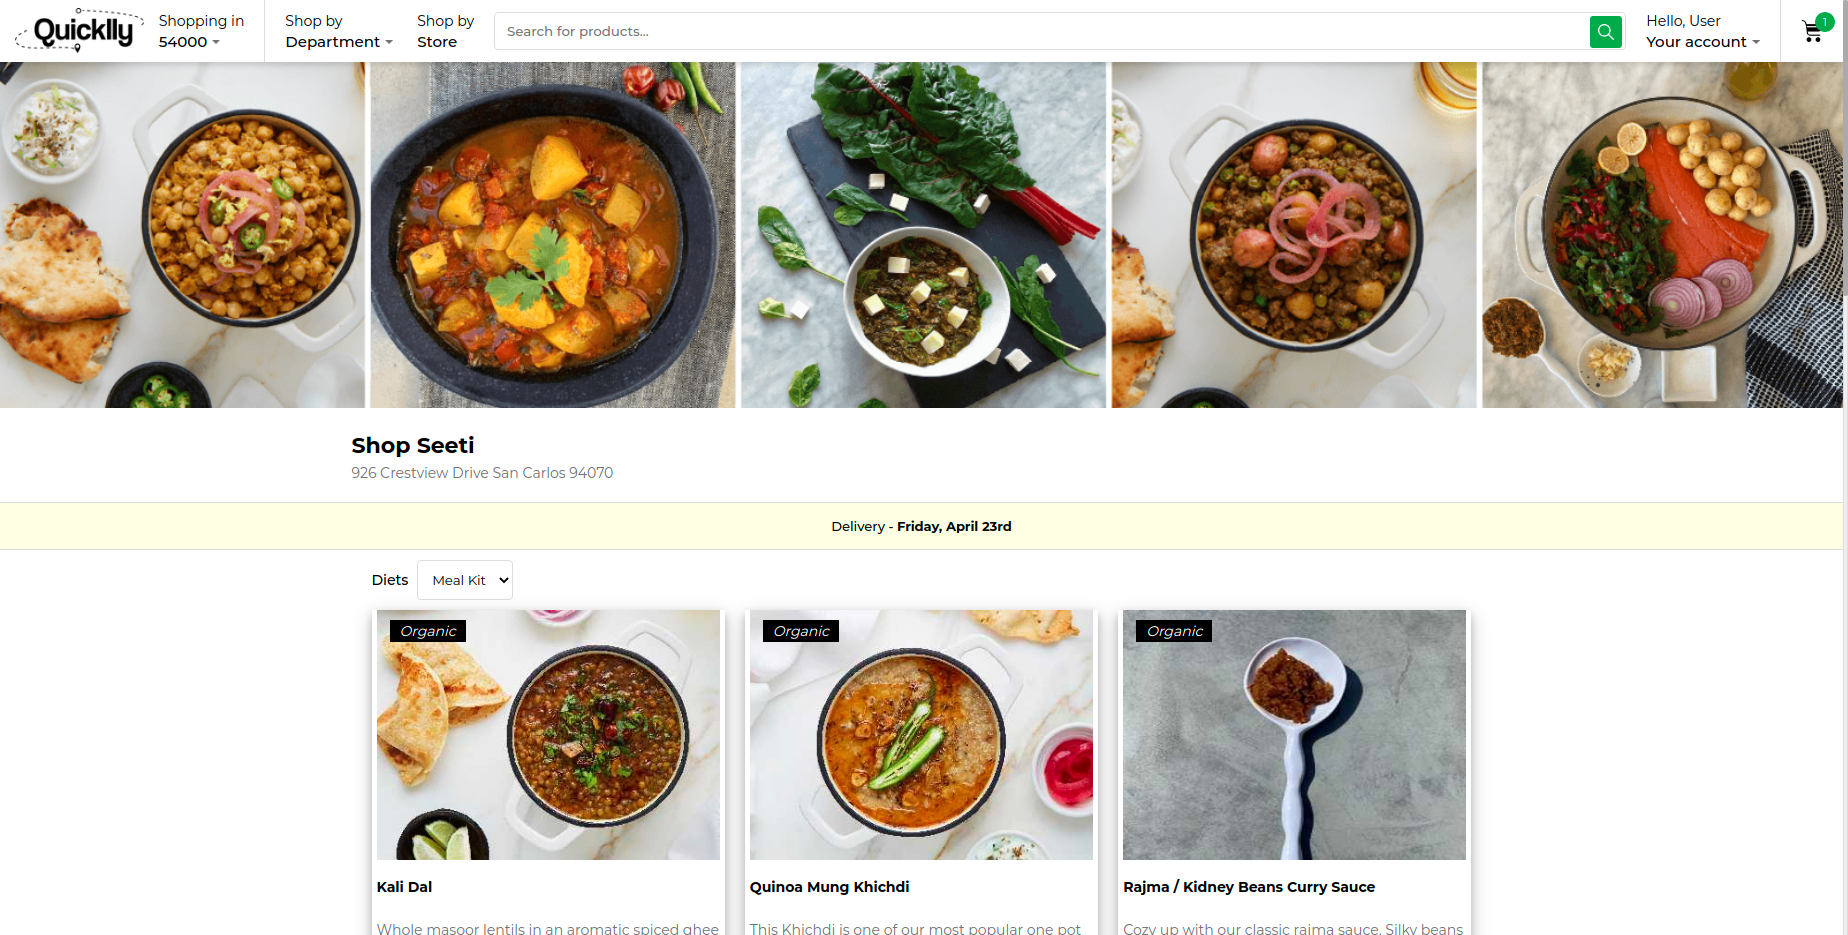 Quicklly
Shopping in
54000
Shop by
Department
Shop by
Store
Search for products...
Hello, User
Your account
1
Shop Seeti
926 Crestview Drive San Carlos 94070
Delivery - Friday, April 23rd
Diets
Meal Kit
Organic
Organic
Organic
Kali Dal
Quinoa Mung Khichdi
Rajma / Kidney Beans Curry Sauce
Whole masoor lentils in an aromatic spiced ghee
This Khichdi is one of our most popular one pot
Cozy up with our classic rajma sauce. Silky beans